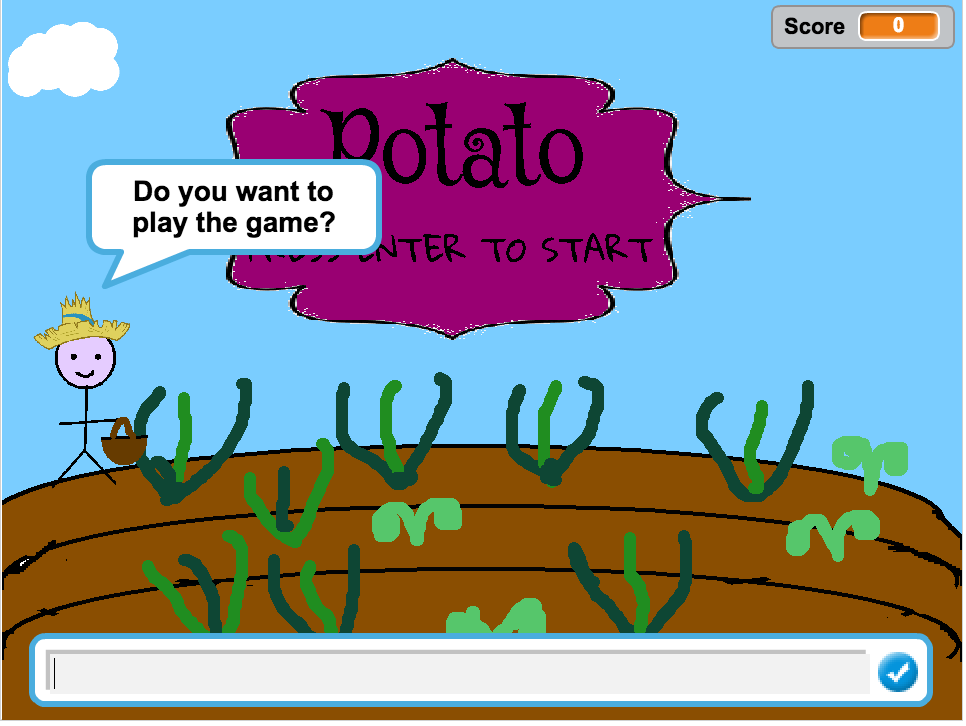 Score 0
Potato
Do you want to
play the game?
ENTER TO START